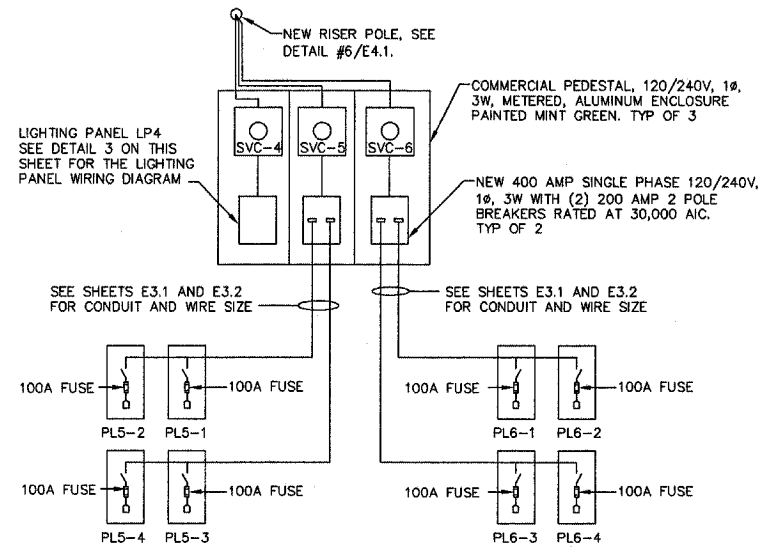 NEW RISER POLE, SEE
DETAIL #6/E4.1.
COMMERCIAL PEDESTAL, 120/240V, 1ø,
3W, METERED, ALUMINUM ENCLOSURE
PAINTED MINT GREEN. TYP OF 3
LIGHTING PANEL LP4
SEE DETAIL 3 ON THIS
SHEET FOR THE LIGHTING
PANEL WIRING DIAGRAM
SVC-4
SVC-5
SVC-6
NEW 400 AMP SINGLE PHASE 120/240V,
1ø, 3W WITH (2) 200 AMP 2 POLE
BREAKERS RATED AT 30,000 AIC.
TYP OF 2
SEE SHEETS E3.1 AND E3.2
FOR CONDUIT AND WIRE SIZE
SEE SHEETS E3.1 AND E3.2
FOR CONDUIT AND WIRE SIZE
100A FUSE
100A FUSE
100A FUSE
100A FUSE
PL5-2
PL5-1
PL6-1
PL6-2
100A FUSE
100A FUSE
100A FUSE
100A FUSE
PL5-4
PL5-3
PL6-3
PL6-4